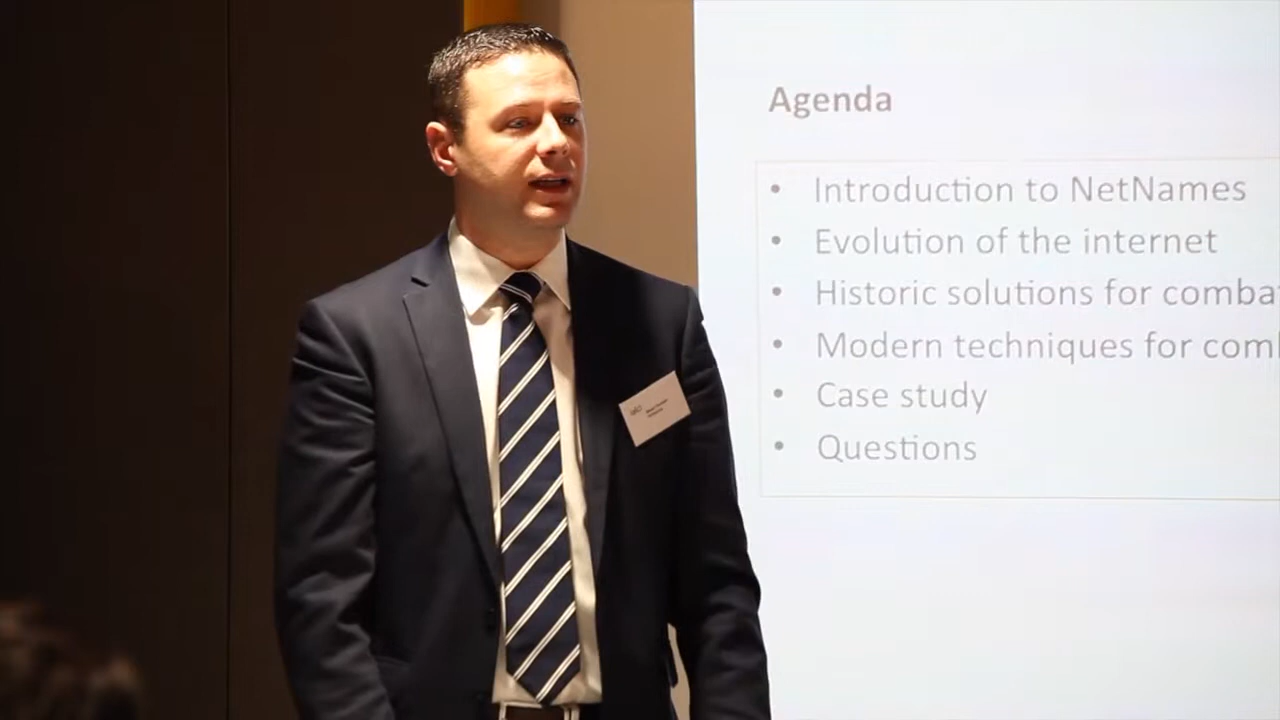 Agenda
• Introduction to NetNames
• Evolution of the internet
• Historic solutions for comba
• Modern techniques for com
• Case study
• Questions